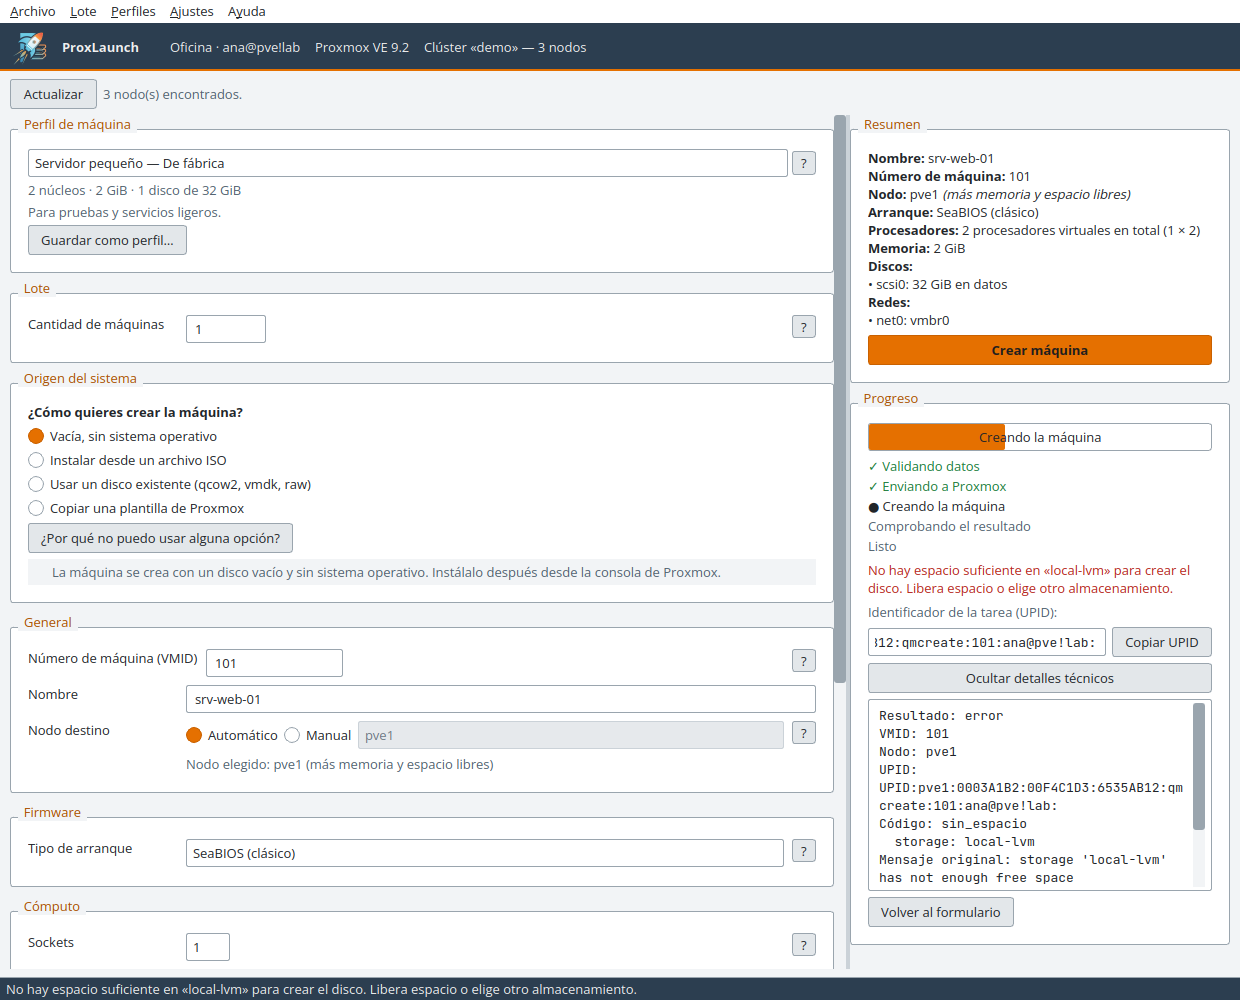 Archivo Lote Perfiles Ajustes Ayuda
ProxLaunch Oficina · ana@pve!lab Proxmox VE 9.2 Clúster «demo» — 3 nodos
Actualizar 3 nodo(s) encontrados.
Perfil de máquina
Servidor pequeño — De fábrica ?
2 núcleos · 2 GiB · 1 disco de 32 GiB
Para pruebas y servicios ligeros.
Guardar como perfil...
Lote
Cantidad de máquinas 1 ?
Origen del sistema
¿Cómo quieres crear la máquina?
Vacía, sin sistema operativo
Instalar desde un archivo ISO
Usar un disco existente (qcow2, vmdk, raw)
Copiar una plantilla de Proxmox
¿Por qué no puedo usar alguna opción?
La máquina se crea con un disco vacío y sin sistema operativo. Instálalo después desde la consola de Proxmox.
General
Número de máquina (VMID) 101 ?
Nombre srv-web-01
Nodo destino Automático Manual pve1 ?
Nodo elegido: pve1 (más memoria y espacio libres)
Firmware
Tipo de arranque SeaBIOS (clásico) ?
Cómputo
Sockets 1 ?
Resumen
Nombre: srv-web-01
Número de máquina: 101
Nodo: pve1 (más memoria y espacio libres)
Arranque: SeaBIOS (clásico)
Procesadores: 2 procesadores virtuales en total (1 × 2)
Memoria: 2 GiB
Discos:
• scsi0: 32 GiB en datos
Redes:
• net0: vmbr0
Crear máquina
Progreso
Creando la máquina
✓ Validando datos
✓ Enviando a Proxmox
● Creando la máquina
Comprobando el resultado
Listo
No hay espacio suficiente en «local-lvm» para crear el
disco. Libera espacio o elige otro almacenamiento.
Identificador de la tarea (UPID):
312:qmcreate:101:ana@pve!lab: Copiar UPID
Ocultar detalles técnicos
Resultado: error
VMID: 101
Nodo: pve1
UPID:
UPID:pve1:0003A1B2:00F4C1D3:6535AB12:qm
create:101:ana@pve!lab:
Código: sin_espacio
storage: local-lvm
Mensaje original: storage 'local-lvm'
has not enough free space
Volver al formulario
No hay espacio suficiente en «local-lvm» para crear el disco. Libera espacio o elige otro almacenamiento.